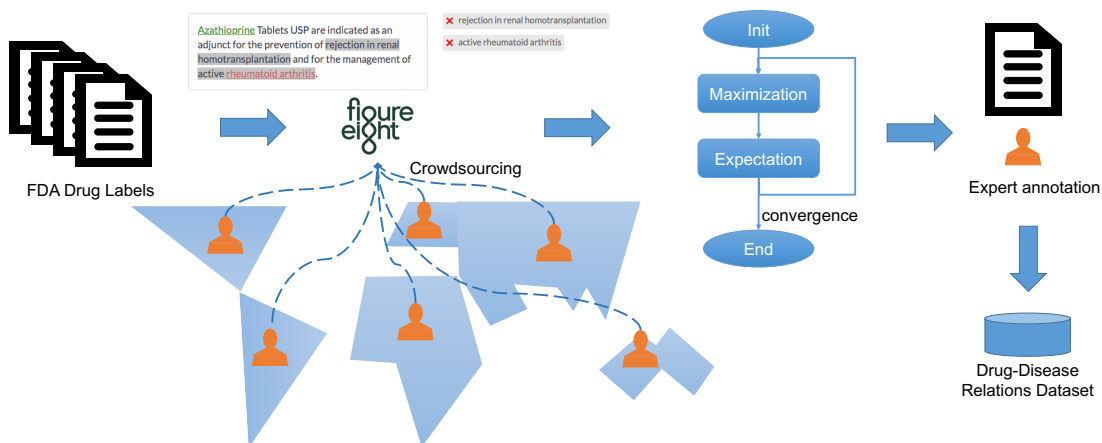 Azathioprine Tablets USP are indicated as an
adjunct for the prevention of rejection in renal
homotransplantation and for the management of
active rheumatoid arthritis.
rejection in renal homotransplantation
active rheumatoid arthritis
FDA Drug Labels
figure
eight
Crowdsourcing
Init
Maximization
Expectation
convergence
End
Expert annotation
Drug-Disease
Relations Dataset